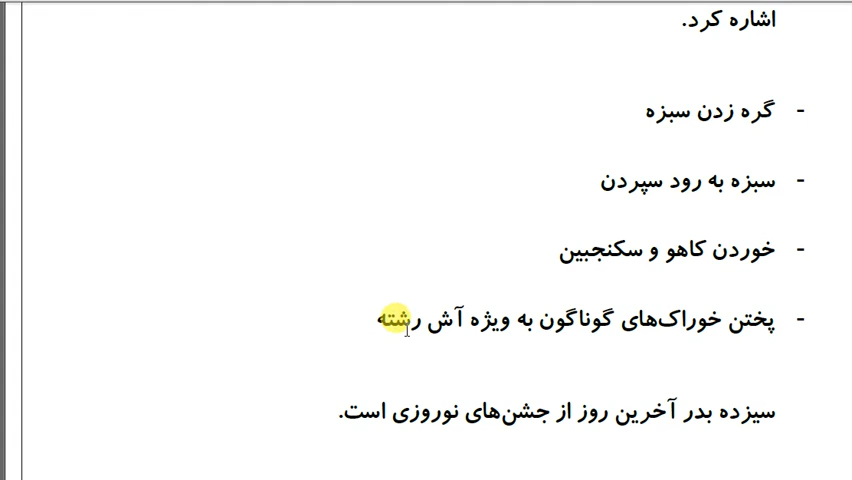 اشاره کرد.
- گره زدن سبزه
- سبزه به رود سپردن
- خوردن کاهو و سکنجبین
- پختن خوراک‌های گوناگون به ویژه آش رشته
سیزده بدر آخرین روز از جشن‌های نوروزی است.